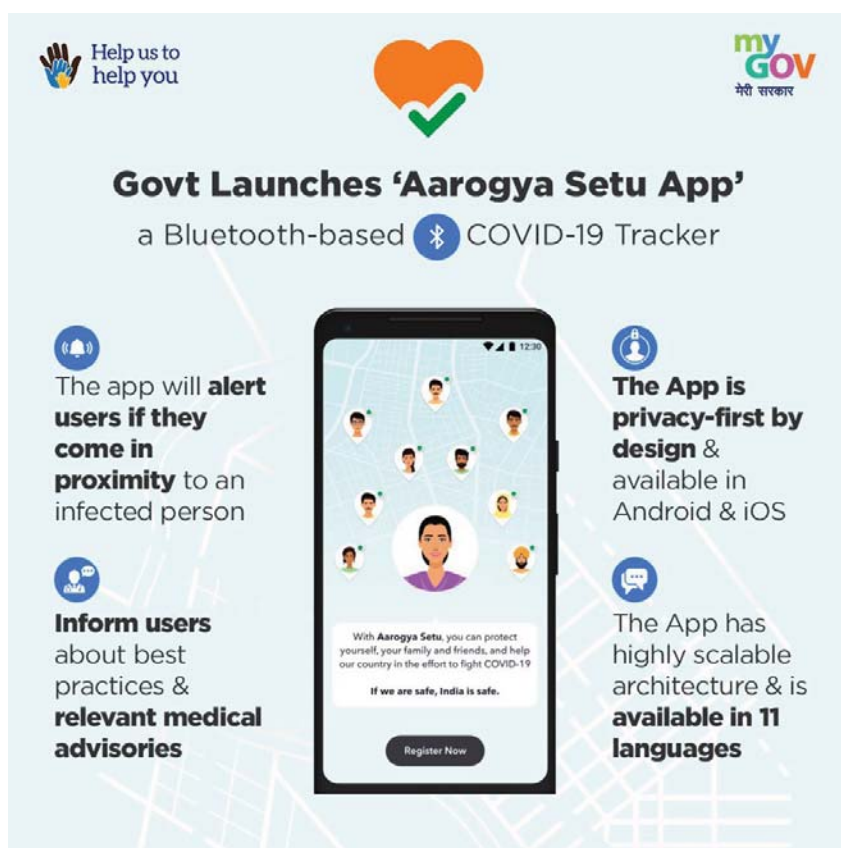 Help us to
help you
my
GOV
मेरी सरकार
Govt Launches ‘Aarogya Setu App’
a Bluetooth-based COVID-19 Tracker
The app will alert
users if they
come in
proximity to an
infected person
Inform users
about best
practices &
relevant medical
advisories
12:30
With Aarogya Setu, you can protect
yourself, your family and friends, and help
our country in the effort to fight COVID-19
If we are safe, India is safe.
Register Now
The App is
privacy-first by
design &
available in
Android & iOS
The App has
highly scalable
architecture & is
available in 11
languages